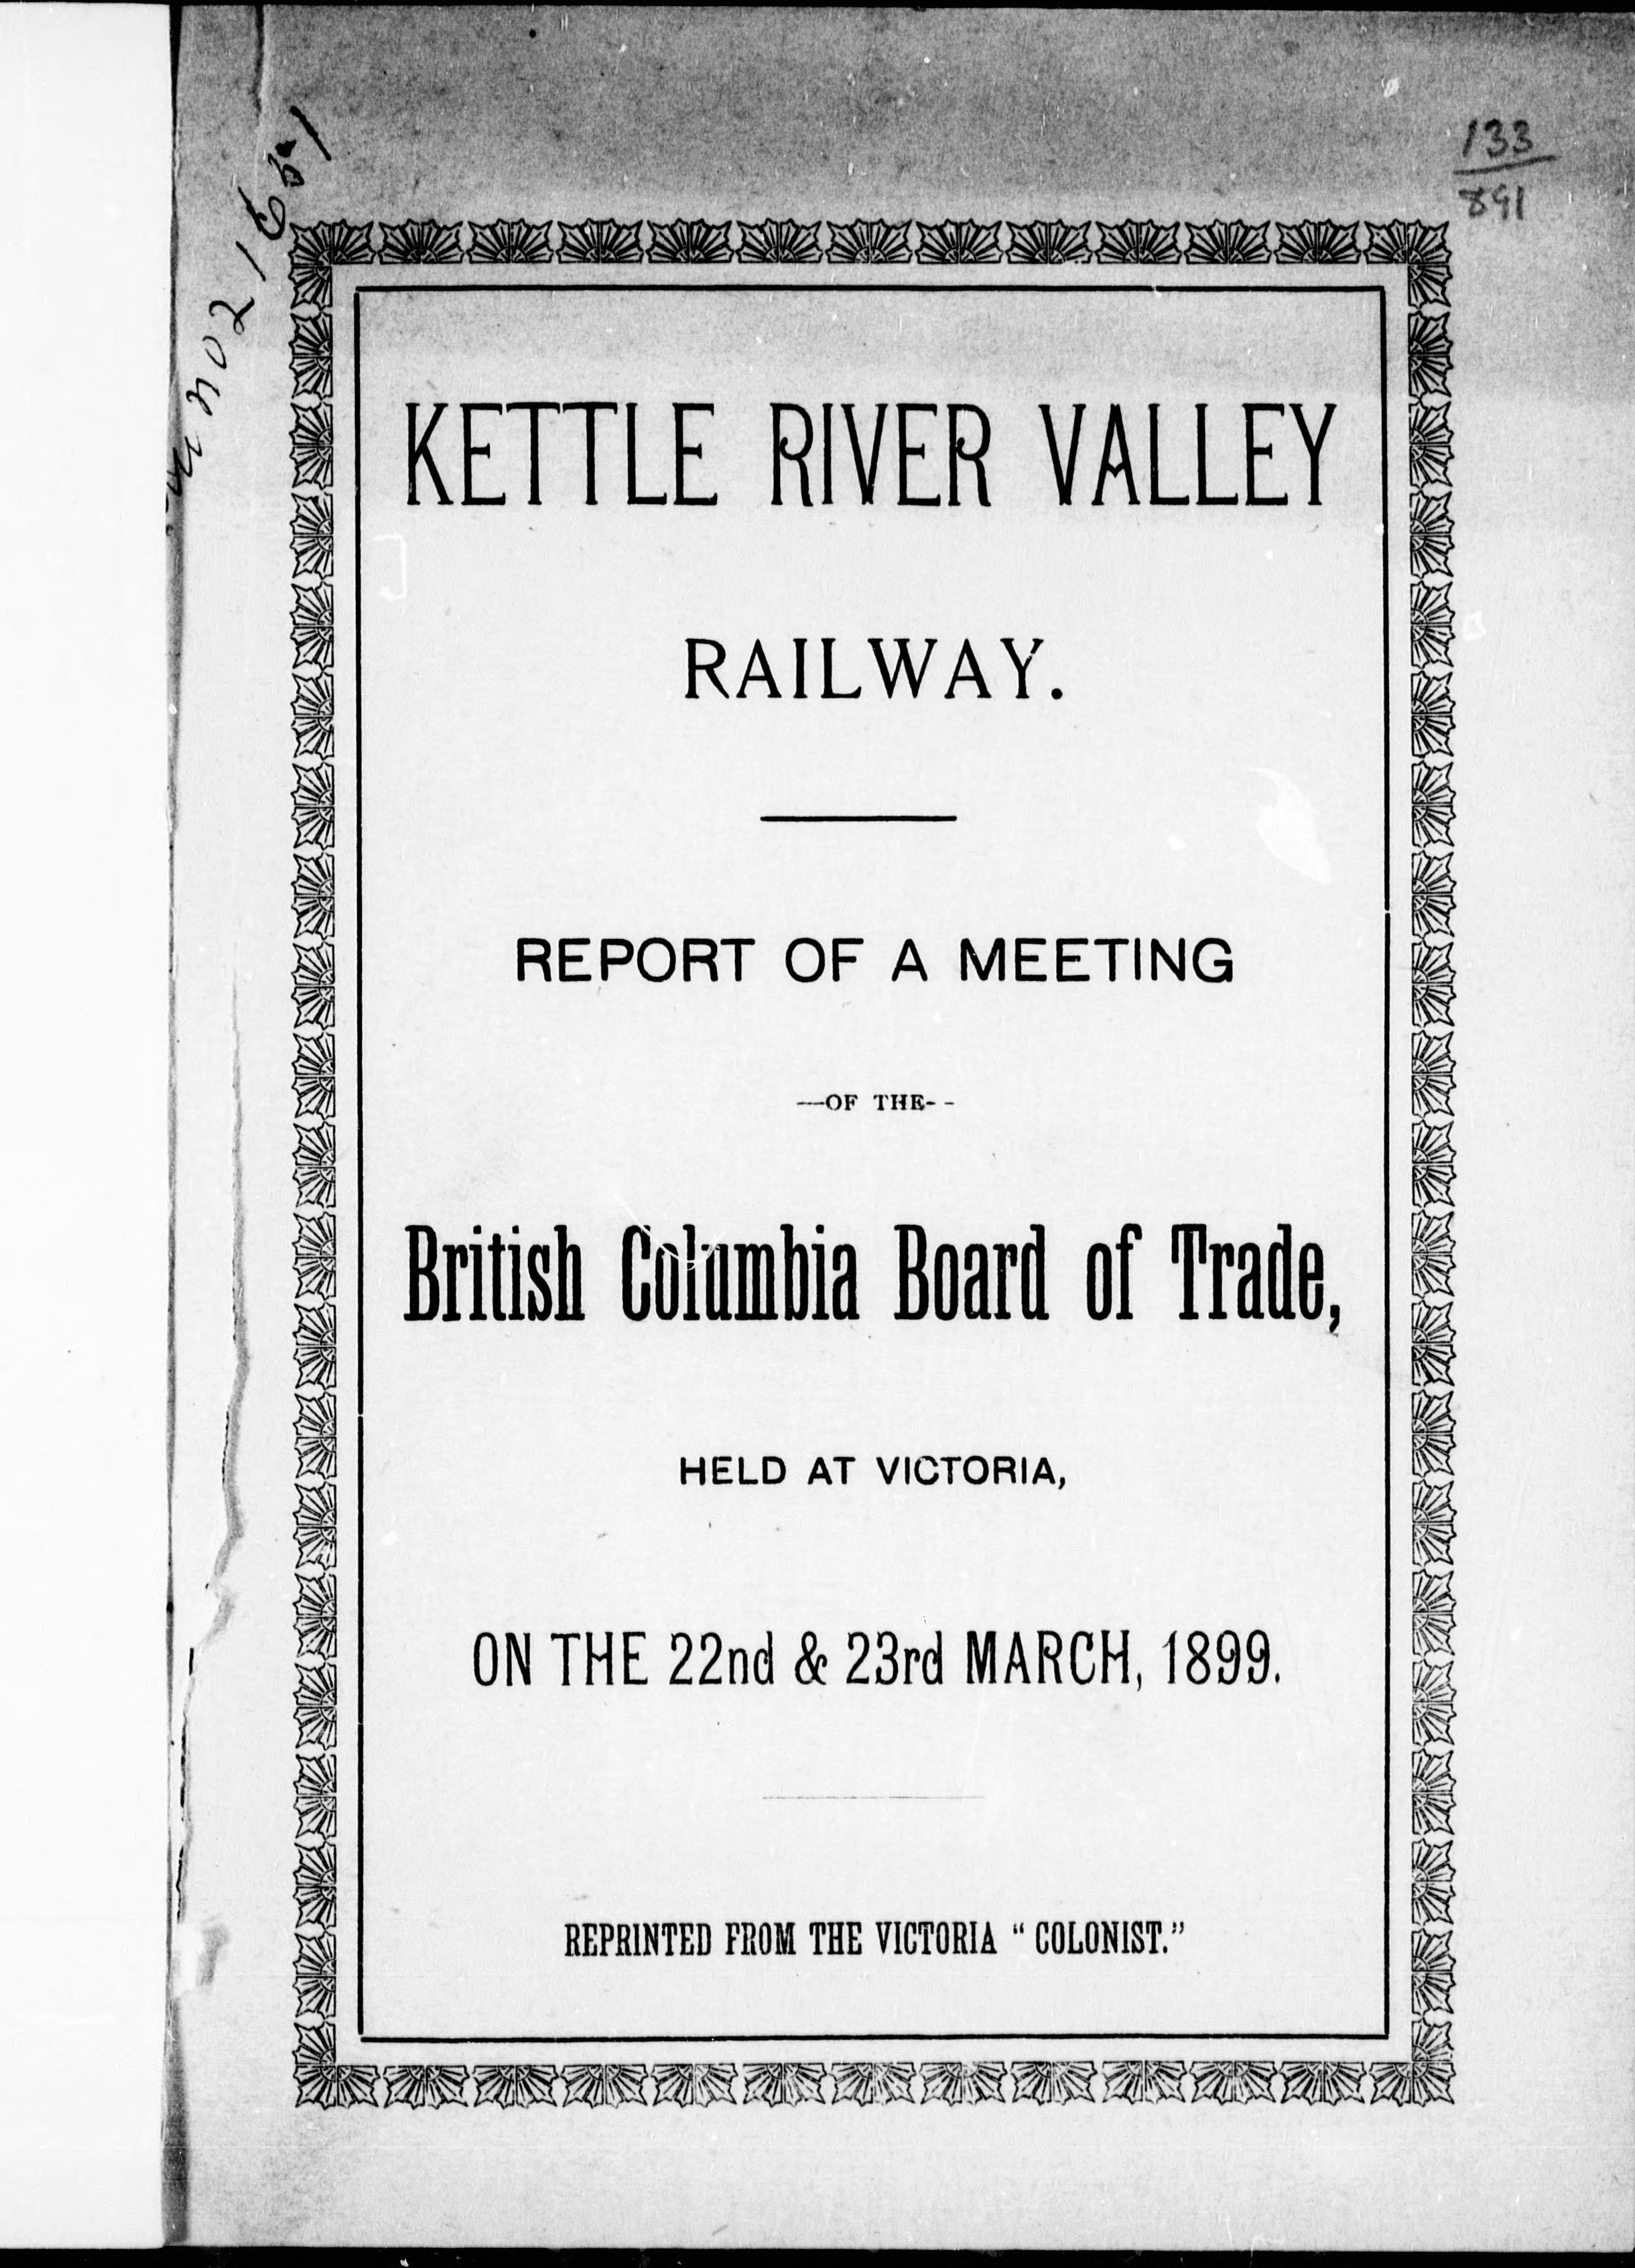 133
891
KETTLE RIVER VALLEY
RAILWAY.
REPORT OF A MEETING
—OF THE--
British Columbia Board of Trade,
HELD AT VICTORIA,
ON THE 22nd & 23rd MARCH, 1899.
REPRINTED FROM THE VICTORIA "COLONIST."